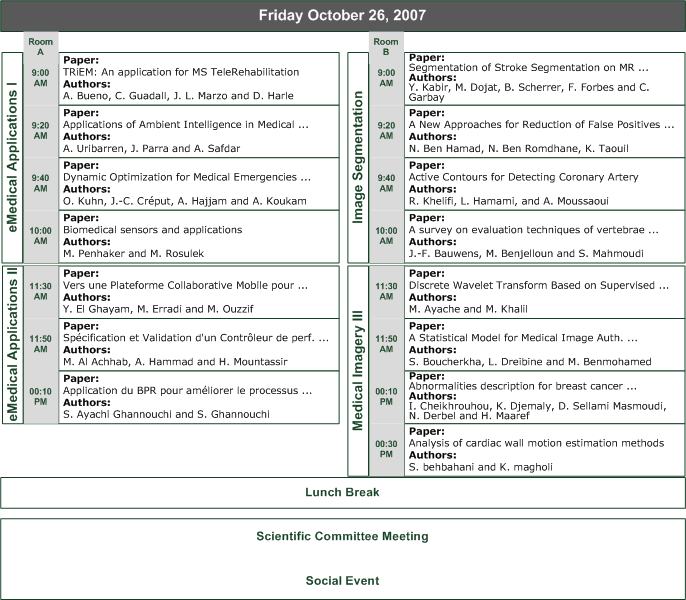 Friday October 26, 2007
Room
A
eMedical Applications I
9:00
AM
Paper:
TRiEM: An application for MS TeleRehabilitation
Authors:
A. Bueno, C. Guadall, J. L. Marzo and D. Harle
9:20
AM
Paper:
Applications of Ambient Intelligence in Medical ...
Authors:
A. Uribarren, J. Parra and A. Safdar
9:40
AM
Paper:
Dynamic Optimization for Medical Emergencies ...
Authors:
O. Kuhn, J.-C. Créput, A. Hajjam and A. Koukam
10:00
AM
Paper:
Biomedical sensors and applications
Authors:
M. Penhaker and M. Rosulek
eMedical Applications II
11:30
AM
Paper:
Vers une Plateforme Collaborative Mobile pour ...
Authors:
Y. El Ghayam, M. Erradi and M. Ouzzif
11:50
AM
Paper:
Spécification et Validation d'un Contrôleur de perf. ...
Authors:
M. Al Achhab, A. Hammad et H. Mountassir
00:10
PM
Paper:
Application du BPR pour améliorer le processus ...
Authors:
S. Ayachi Ghannouchi and S. Ghannouchi
Room
B
Image Segmentation
9:00
AM
Paper:
Segmentation of Stroke Segmentation on MR ...
Authors:
Y. Kabir, M. Dojat, B. Scherrer, F. Forbes and C.
Garbay
9:20
AM
Paper:
A New Approaches for Reduction of False Positives ...
Authors:
N. Ben Hamad, N. Ben Romdhane, K. Taouil
9:40
AM
Paper:
Active Contours for Detecting Coronary Artery
Authors:
R. Khelifi, L. Hamami, and A. Moussaoui
10:00
AM
Paper:
A survey on evaluation techniques of vertebrae ...
Authors:
J.-F. Bauwens, M. Benjelloun and S. Mahmoudi
Medical Imagery III
11:30
AM
Paper:
Discrete Wavelet Transform Based on Supervised ...
Authors:
M. Ayache and M. Khalil
11:50
AM
Paper:
A Statistical Model for Medical Image Auth. ...
Authors:
S. Boucherkha, L. Dreibine and M. Benmohamed
00:10
PM
Paper:
Abnormalities description for breast cancer ...
Authors:
I. Cheikhrouhou, K. Djemaly, D. Sellami Masmoudi,
N. Derbel and H. Maaref
00:30
PM
Paper:
Analysis of cardiac wall motion estimation methods
Authors:
S. behbahani and K. magholi
Lunch Break
Scientific Committee Meeting
Social Event